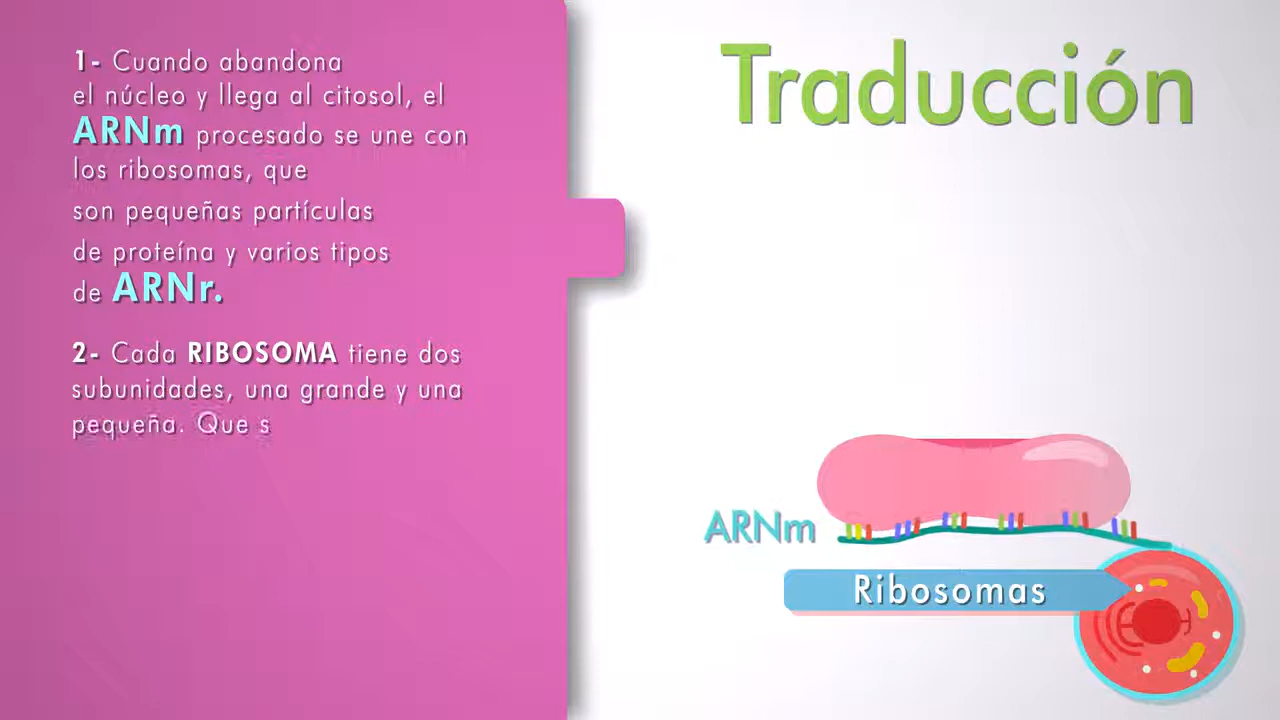 1- Cuando abandona
el núcleo y llega al citosol, el
ARNm procesado se une con
los ribosomas, que
son pequeñas partículas
de proteína y varios tipos
de ARNr.
2- Cada RIBOSOMA tiene dos
subunidades, una grande y una
pequeña. Que s
Traducción
ARNm
Ribosomas